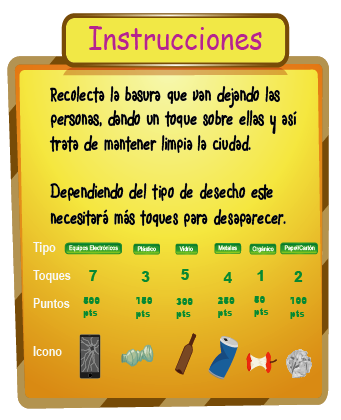 Instrucciones
Recolecta la basura que van dejando las
personas, dando un toque sobre ellas y así
trata de mantener limpia la ciudad.
Dependiendo del tipo de desecho este
necesitará más toques para desaparecer.
Tipo Equipos Electrónicos Plástico Vidrio Metales Orgánico Papel/Cartón
Toques 7 3 5 4 1 2
Puntos 500 pts 150 pts 300 pts 250 pts 50 pts 100 pts
Icono